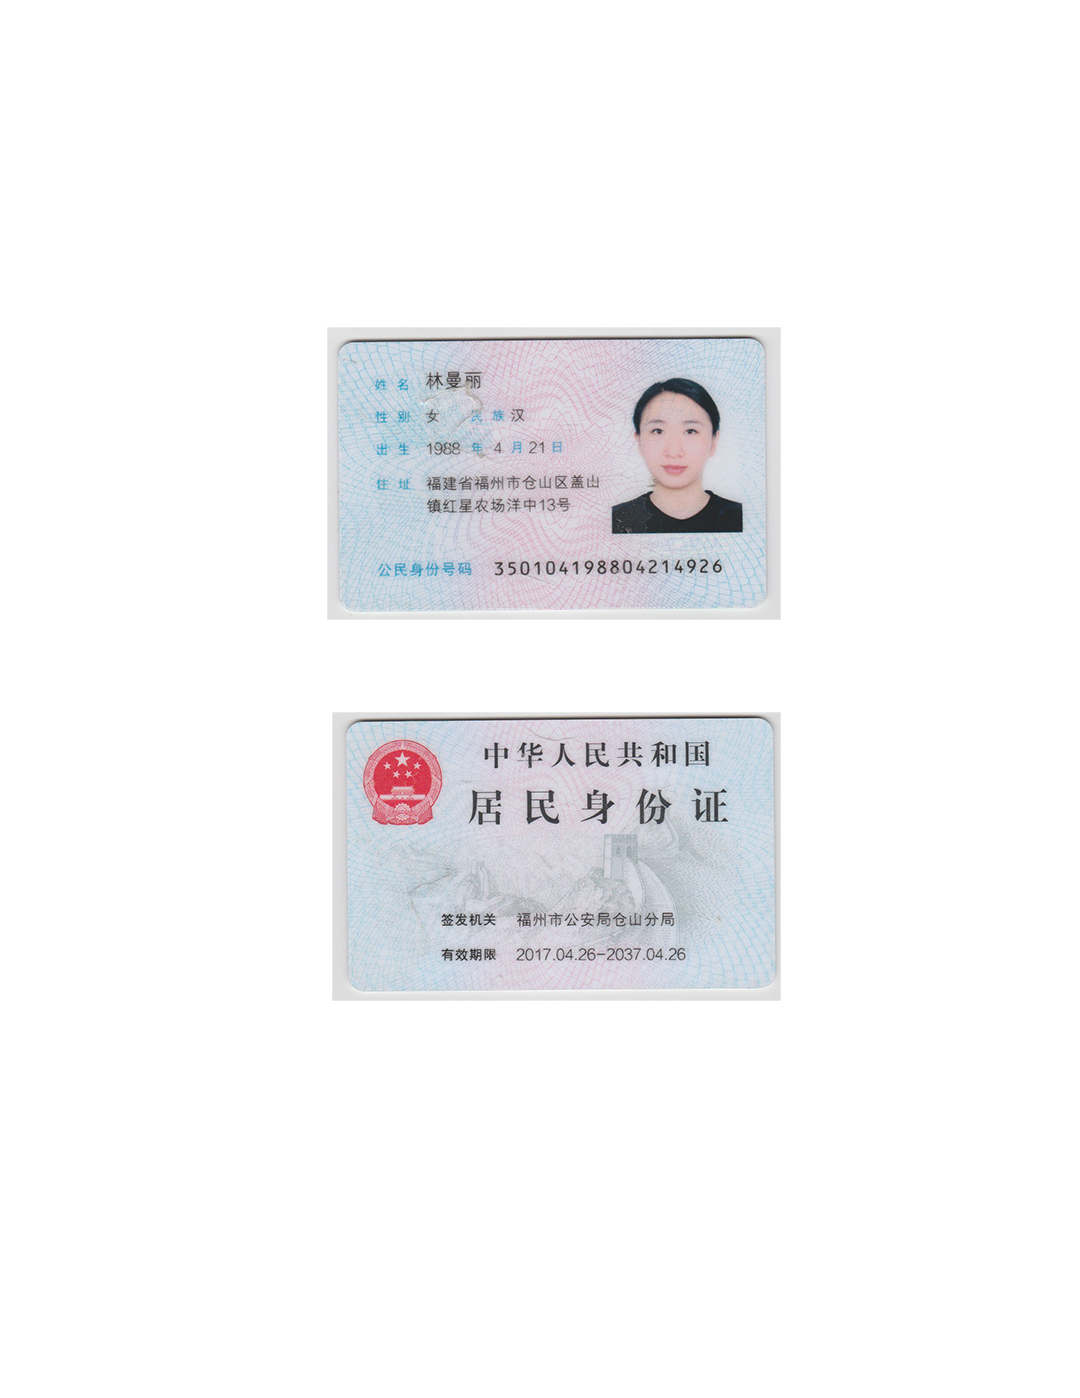 姓名 林曼丽
性别 女 民族 汉
出生 1988 年 4 月 21 日
住址 福建省福州市仓山区盖山
镇红星农场洋中13号
公民身份号码 350104198804214926
中华人民共和国
居民身份证
签发机关 福州市公安局仓山分局
有效期限 2017.04.26-2037.04.26